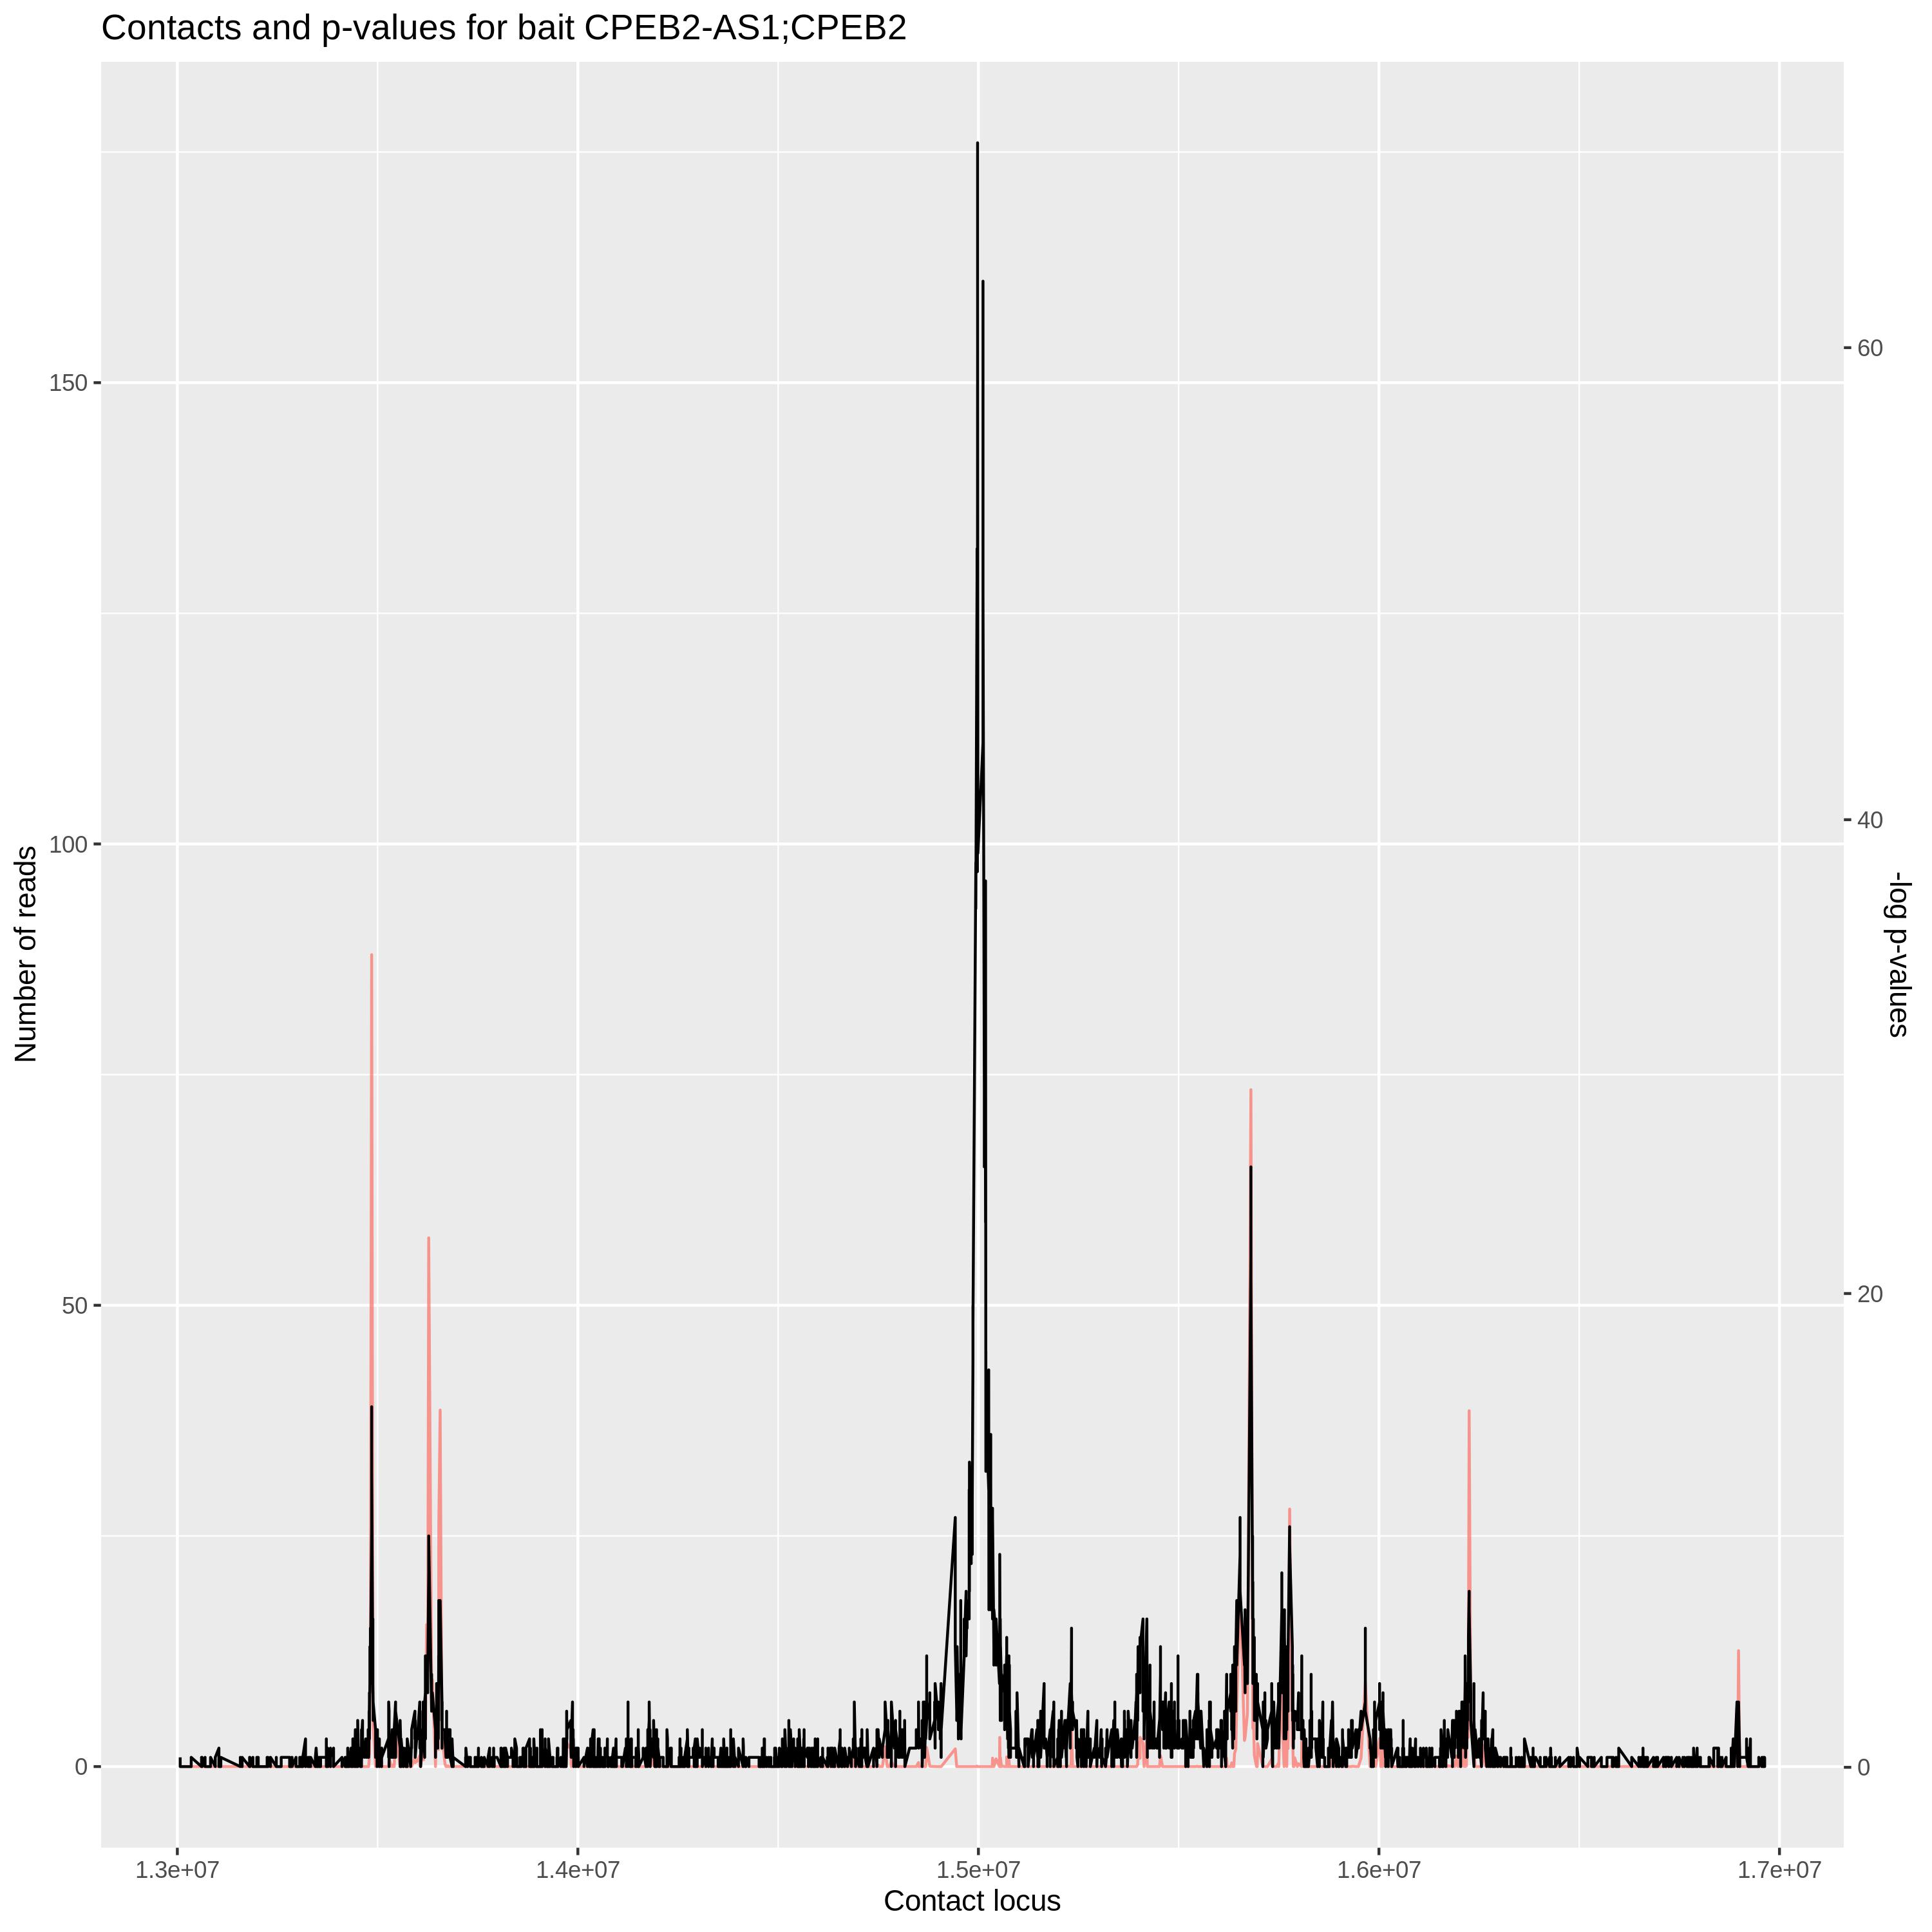 Contacts and p-values for bait CPEB2-AS1;CPEB2
150
100
50
0
60
40
20
0
Number of reads
-log p-values
1.3e+07
1.4e+07
1.5e+07
1.6e+07
1.7e+07
Contact locus